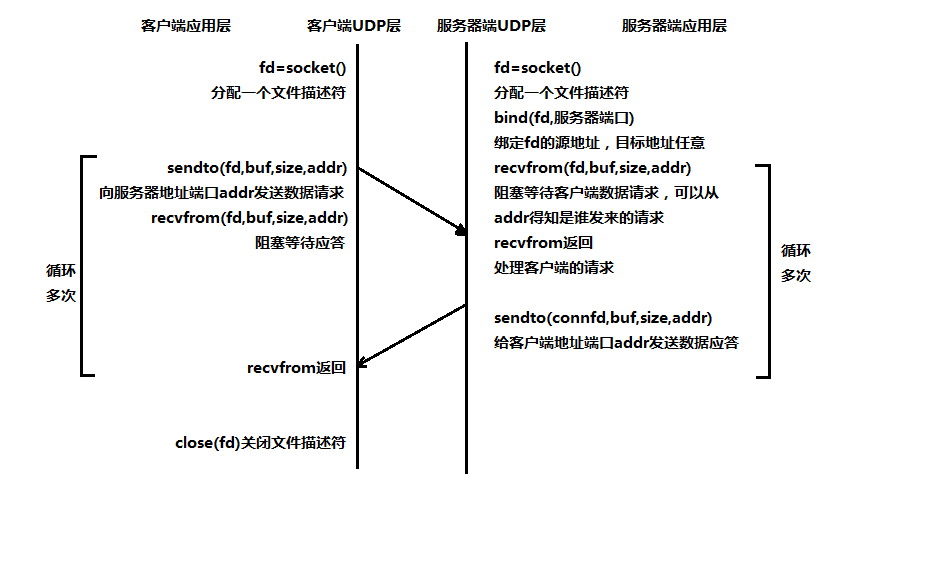 客户端应用层
客户端UDP层
服务器端UDP层
服务器端应用层
fd=socket()
分配一个文件描述符
sendto(fd,buf,size,addr)
向服务器地址端口addr发送数据请求
recvfrom(fd,buf,size,addr)
阻塞等待应答
循环
多次
recvfrom返回
close(fd)关闭文件描述符
fd=socket()
分配一个文件描述符
bind(fd,服务器端口)
绑定fd的源地址，目标地址任意
recvfrom(fd,buf,size,addr)
阻塞等待客户端数据请求，可以从
addr得知是谁发来的请求
recvfrom返回
处理客户端的请求
sendto(connfd,buf,size,addr)
给客户端地址端口addr发送数据应答
循环
多次